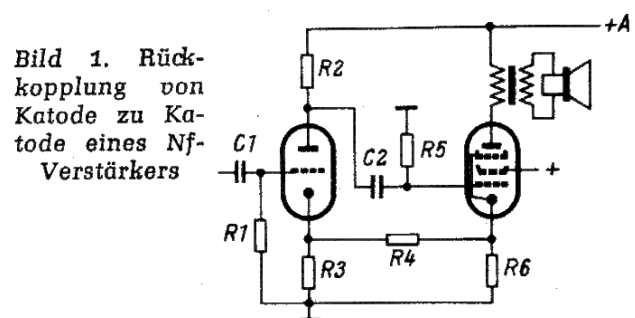 Bild 1. Rück-
kopplung von
Katode zu Ka-
tode eines Nf-
Verstärkers
+A
R2
C1
C2
R5
+
R1
R4
R3
R6